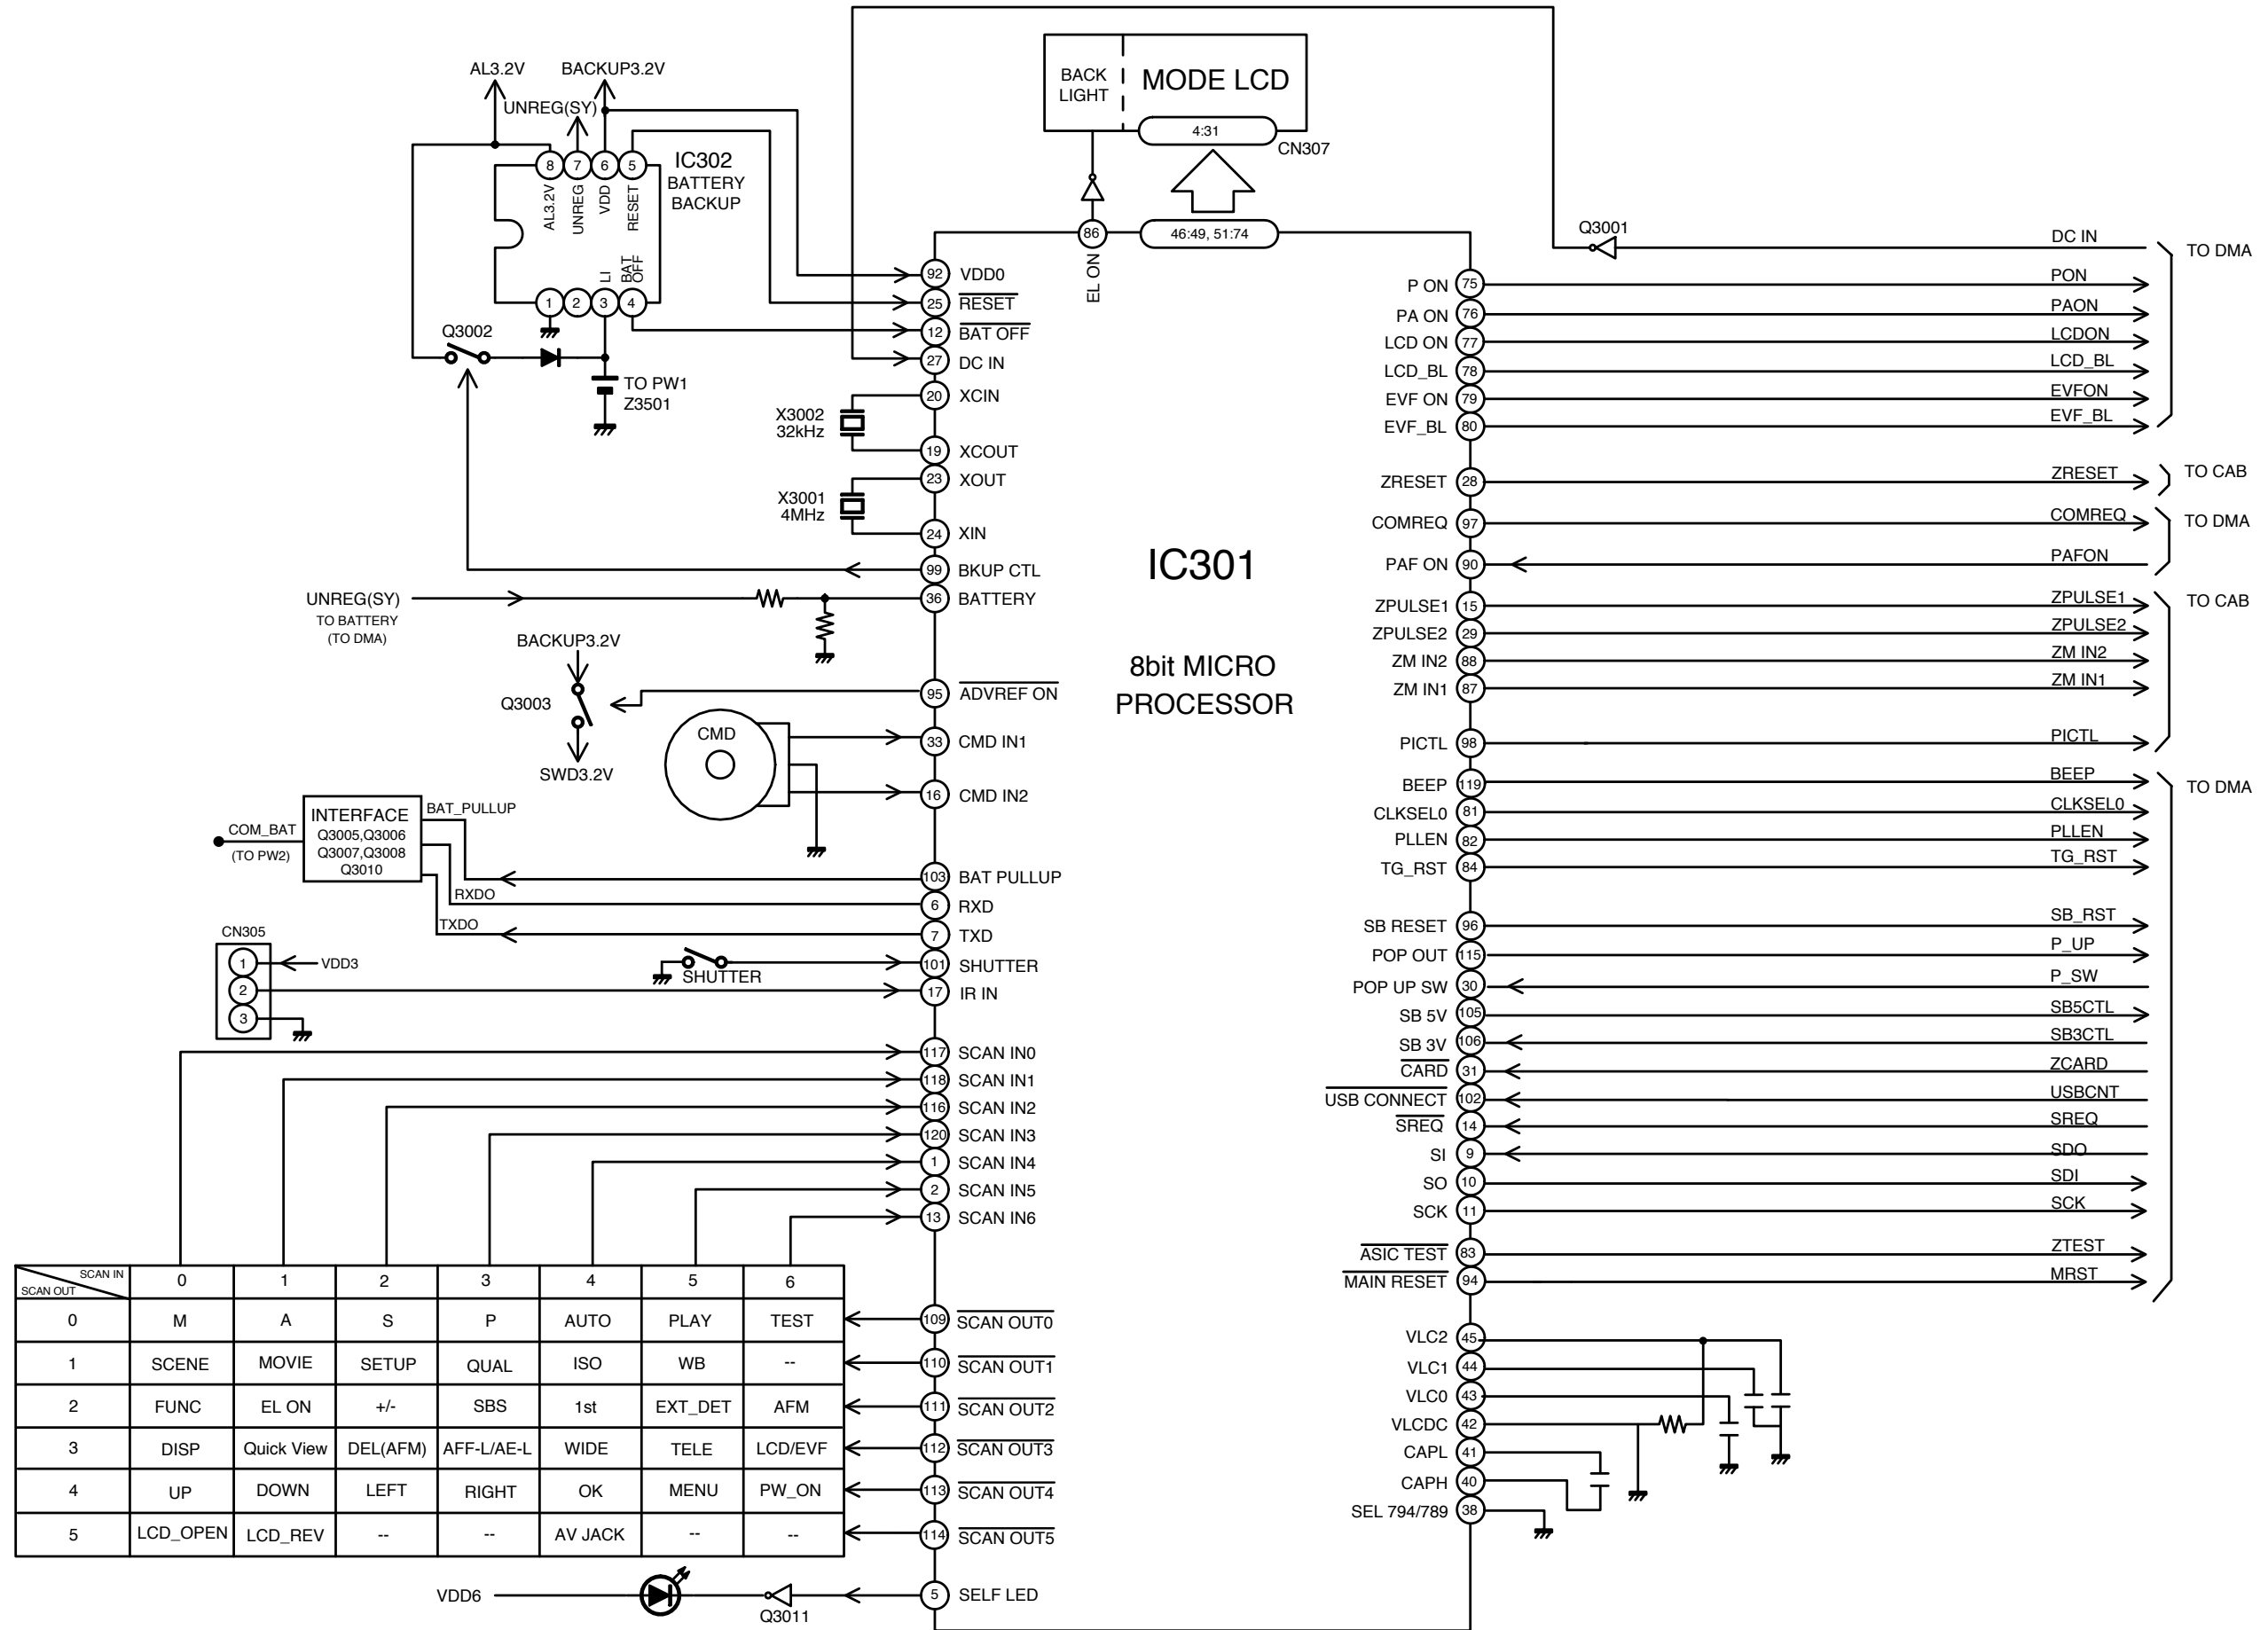 AL3.2V
BACKUP3.2V
UNREG(SY)
8
7
6
5
AL3.2V
UNREG
VDD
RESET
IC302
BATTERY
BACKUP
LI
BAT
OFF
1
2
3
4
Q3002
TO PW1
Z3501
BACK
LIGHT
MODE LCD
4:31
CN307
86
EL ON
46:49, 51:74
IC301
8bit MICRO
PROCESSOR
92 VDD0
25 RESET
12 BAT OFF
27 DC IN
20 XCIN
X3002
32kHz
19 XCOUT
23 XOUT
X3001
4MHz
24 XIN
99 BKUP CTL
UNREG(SY)
TO BATTERY
(TO DMA)
36 BATTERY
BACKUP3.2V
Q3003
SWD3.2V
95 ADVREF ON
CMD
33 CMD IN1
16 CMD IN2
INTERFACE
Q3005,Q3006
Q3007,Q3008
Q3010
COM_BAT
(TO PW2)
BAT_PULLUP
RXDO
TXDO
103 BAT PULLUP
6 RXD
7 TXD
CN305
1
2
3
VDD3
SHUTTER
101 SHUTTER
17 IR IN
117 SCAN IN0
118 SCAN IN1
116 SCAN IN2
120 SCAN IN3
1 SCAN IN4
2 SCAN IN5
13 SCAN IN6
SCAN IN
SCAN OUT
0 1 2 3 4 5 6
0 M A S P AUTO PLAY TEST
1 SCENE MOVIE SETUP QUAL ISO WB --
2 FUNC EL ON +/- SBS 1st EXT_DET AFM
3 DISP Quick View DEL(AFM) AFF-L/AE-L WIDE TELE LCD/EVF
4 UP DOWN LEFT RIGHT OK MENU PW_ON
5 LCD_OPEN LCD_REV -- -- AV JACK -- --
109 SCAN OUT0
110 SCAN OUT1
111 SCAN OUT2
112 SCAN OUT3
113 SCAN OUT4
114 SCAN OUT5
VDD6
Q3011
5 SELF LED
Q3001
DC IN
TO DMA
P ON 75 PON
PA ON 76 PAON
LCD ON 77 LCDON
LCD_BL 78 LCD_BL
EVF ON 79 EVFON
EVF_BL 80 EVF_BL
ZRESET 28 ZRESET
TO CAB
COMREQ 97 COMREQ
TO DMA
PAF ON 90 PAFON
ZPULSE1 15 ZPULSE1
TO CAB
ZPULSE2 29 ZPULSE2
ZM IN2 88 ZM IN2
ZM IN1 87 ZM IN1
PICTL 98 PICTL
BEEP 119 BEEP
TO DMA
CLKSEL0 81 CLKSEL0
PLLEN 82 PLLEN
TG_RST 84 TG_RST
SB RESET 96 SB_RST
POP OUT 115 P_UP
POP UP SW 30 P_SW
SB 5V 105 SB5CTL
SB 3V 106 SB3CTL
CARD 31 ZCARD
USB CONNECT 102 USBCNT
SREQ 14 SREQ
SI 9 SDO
SO 10 SDI
SCK 11 SCK
ASIC TEST 83 ZTEST
MAIN RESET 94 MRST
VLC2 45
VLC1 44
VLC0 43
VLCDC 42
CAPL 41
CAPH 40
SEL 794/789 38